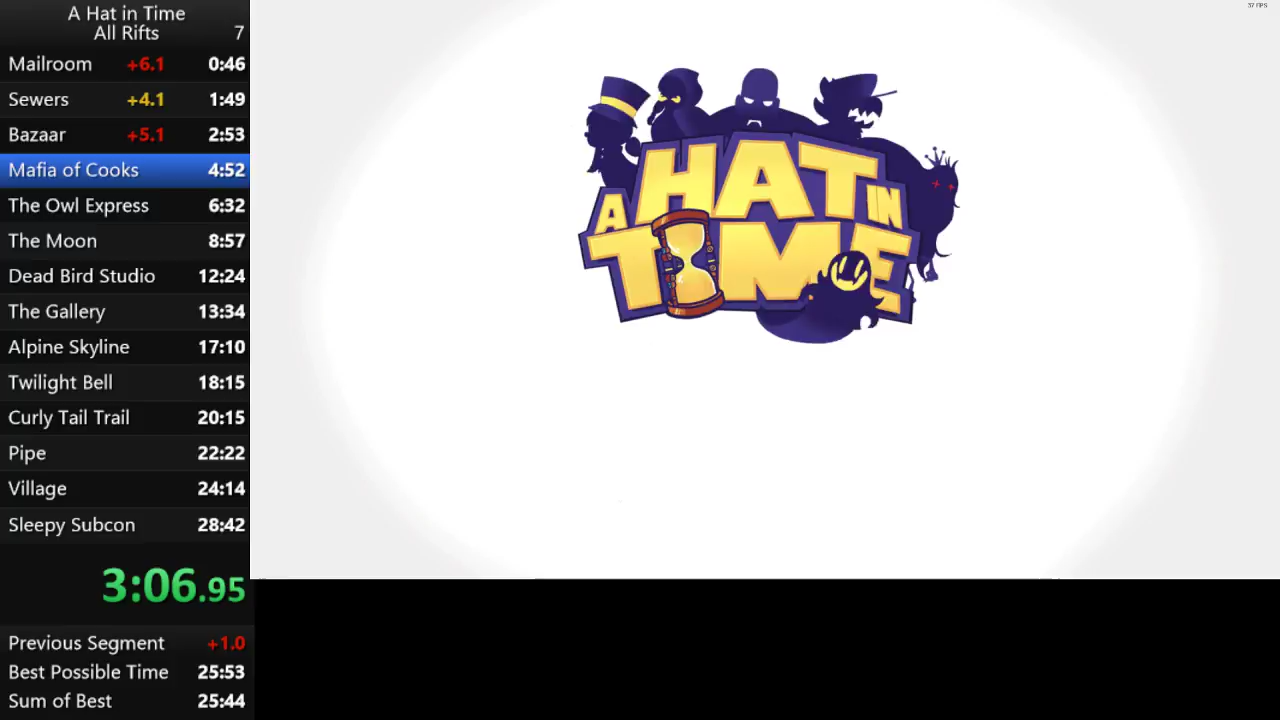 A Hat in Time
All Rifts 7
Mailroom +6.1 0:46
Sewers +4.1 1:49
Bazaar +5.1 2:53
Mafia of Cooks 4:52
The Owl Express 6:32
The Moon 8:57
Dead Bird Studio 12:24
The Gallery 13:34
Alpine Skyline 17:10
Twilight Bell 18:15
Curly Tail Trail 20:15
Pipe 22:22
Village 24:14
Sleepy Subcon 28:42
3:06.95
Previous Segment +1.0
Best Possible Time 25:53
Sum of Best 25:44
37 FPS
A HAT IN
TIME